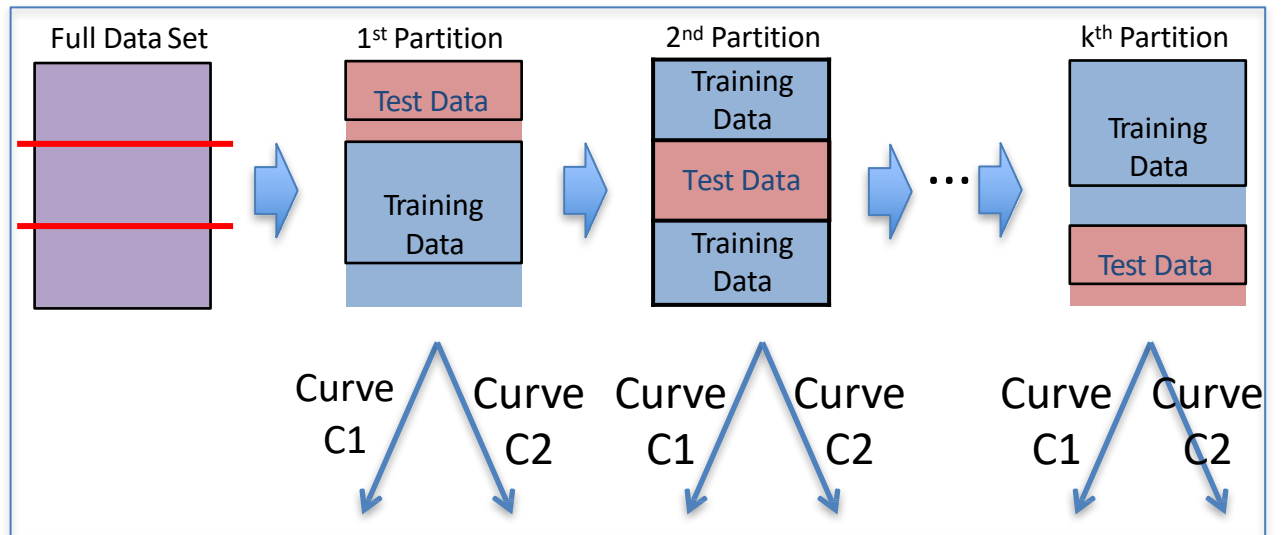 Full Data Set
1st Partition
2nd Partition
kth Partition
Test Data
Training
Data
Training
Data
Test Data
Training
Data
...
Training
Data
Test Data
Curve
C1
Curve
C2
Curve
C1
Curve
C2
Curve
C1
Curve
C2